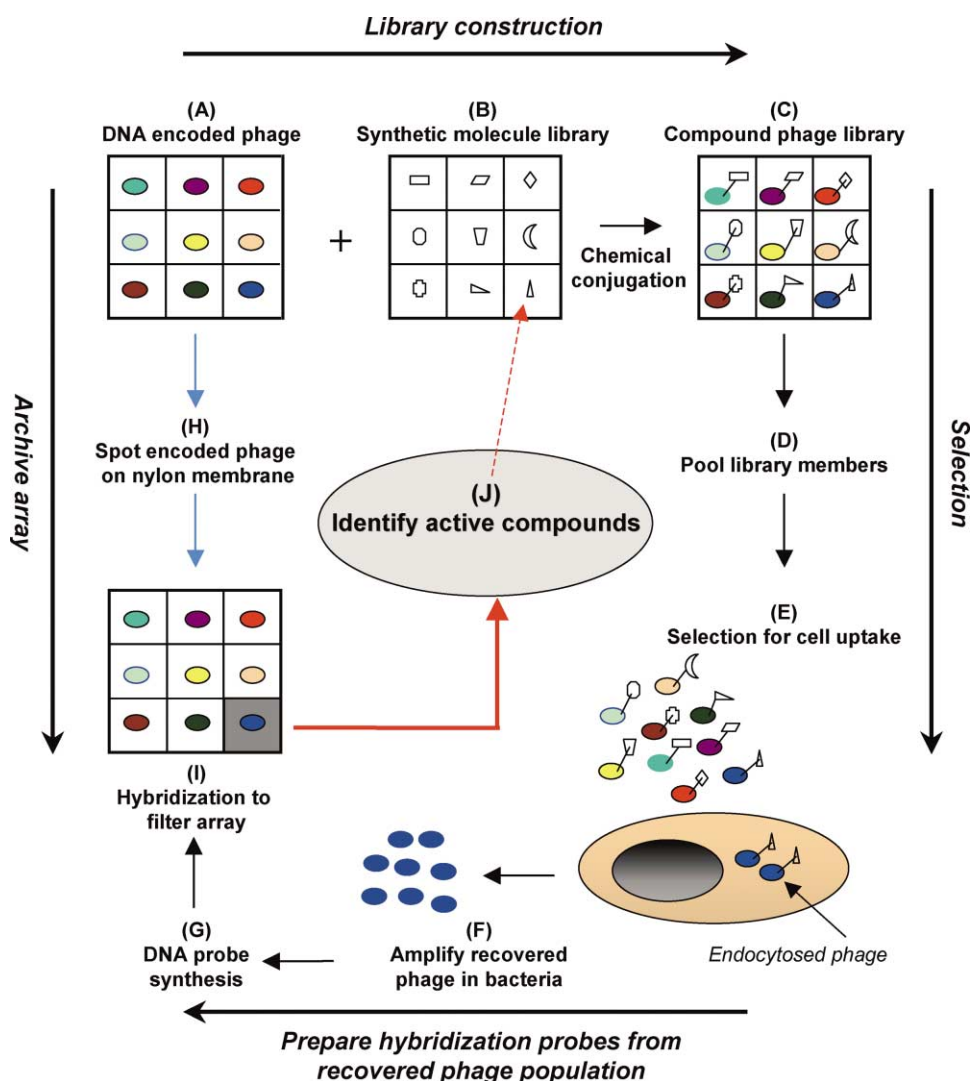 Library construction
(A)
DNA encoded phage
(B)
Synthetic molecule library
(C)
Compound phage library
+
Chemical
conjugation
Archive array
(H)
Spot encoded phage
on nylon membrane
(J)
Identify active compounds
(D)
Pool library members
Selection
(E)
Selection for cell uptake
(I)
Hybridization to
filter array
(G)
DNA probe
synthesis
(F)
Amplify recovered
phage in bacteria
Endocytosed phage
Prepare hybridization probes from
recovered phage population